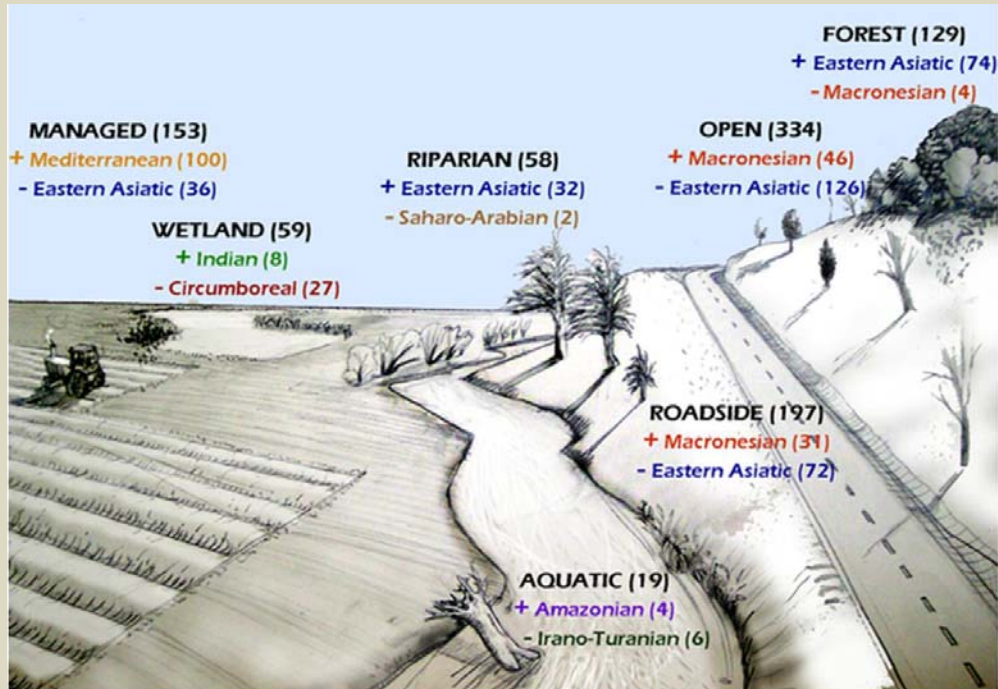 FOREST (129)
+ Eastern Asiatic (74)
- Macronesian (4)
MANAGED (153)
+ Mediterranean (100)
- Eastern Asiatic (36)
OPEN (334)
+ Macronesian (46)
- Eastern Asiatic (126)
RIPARIAN (58)
+ Eastern Asiatic (32)
- Saharo-Arabian (2)
WETLAND (59)
+ Indian (8)
- Circumboreal (27)
ROADSIDE (197)
+ Macronesian (31)
- Eastern Asiatic (72)
AQUATIC (19)
+ Amazonian (4)
- Irano-Turanian (6)